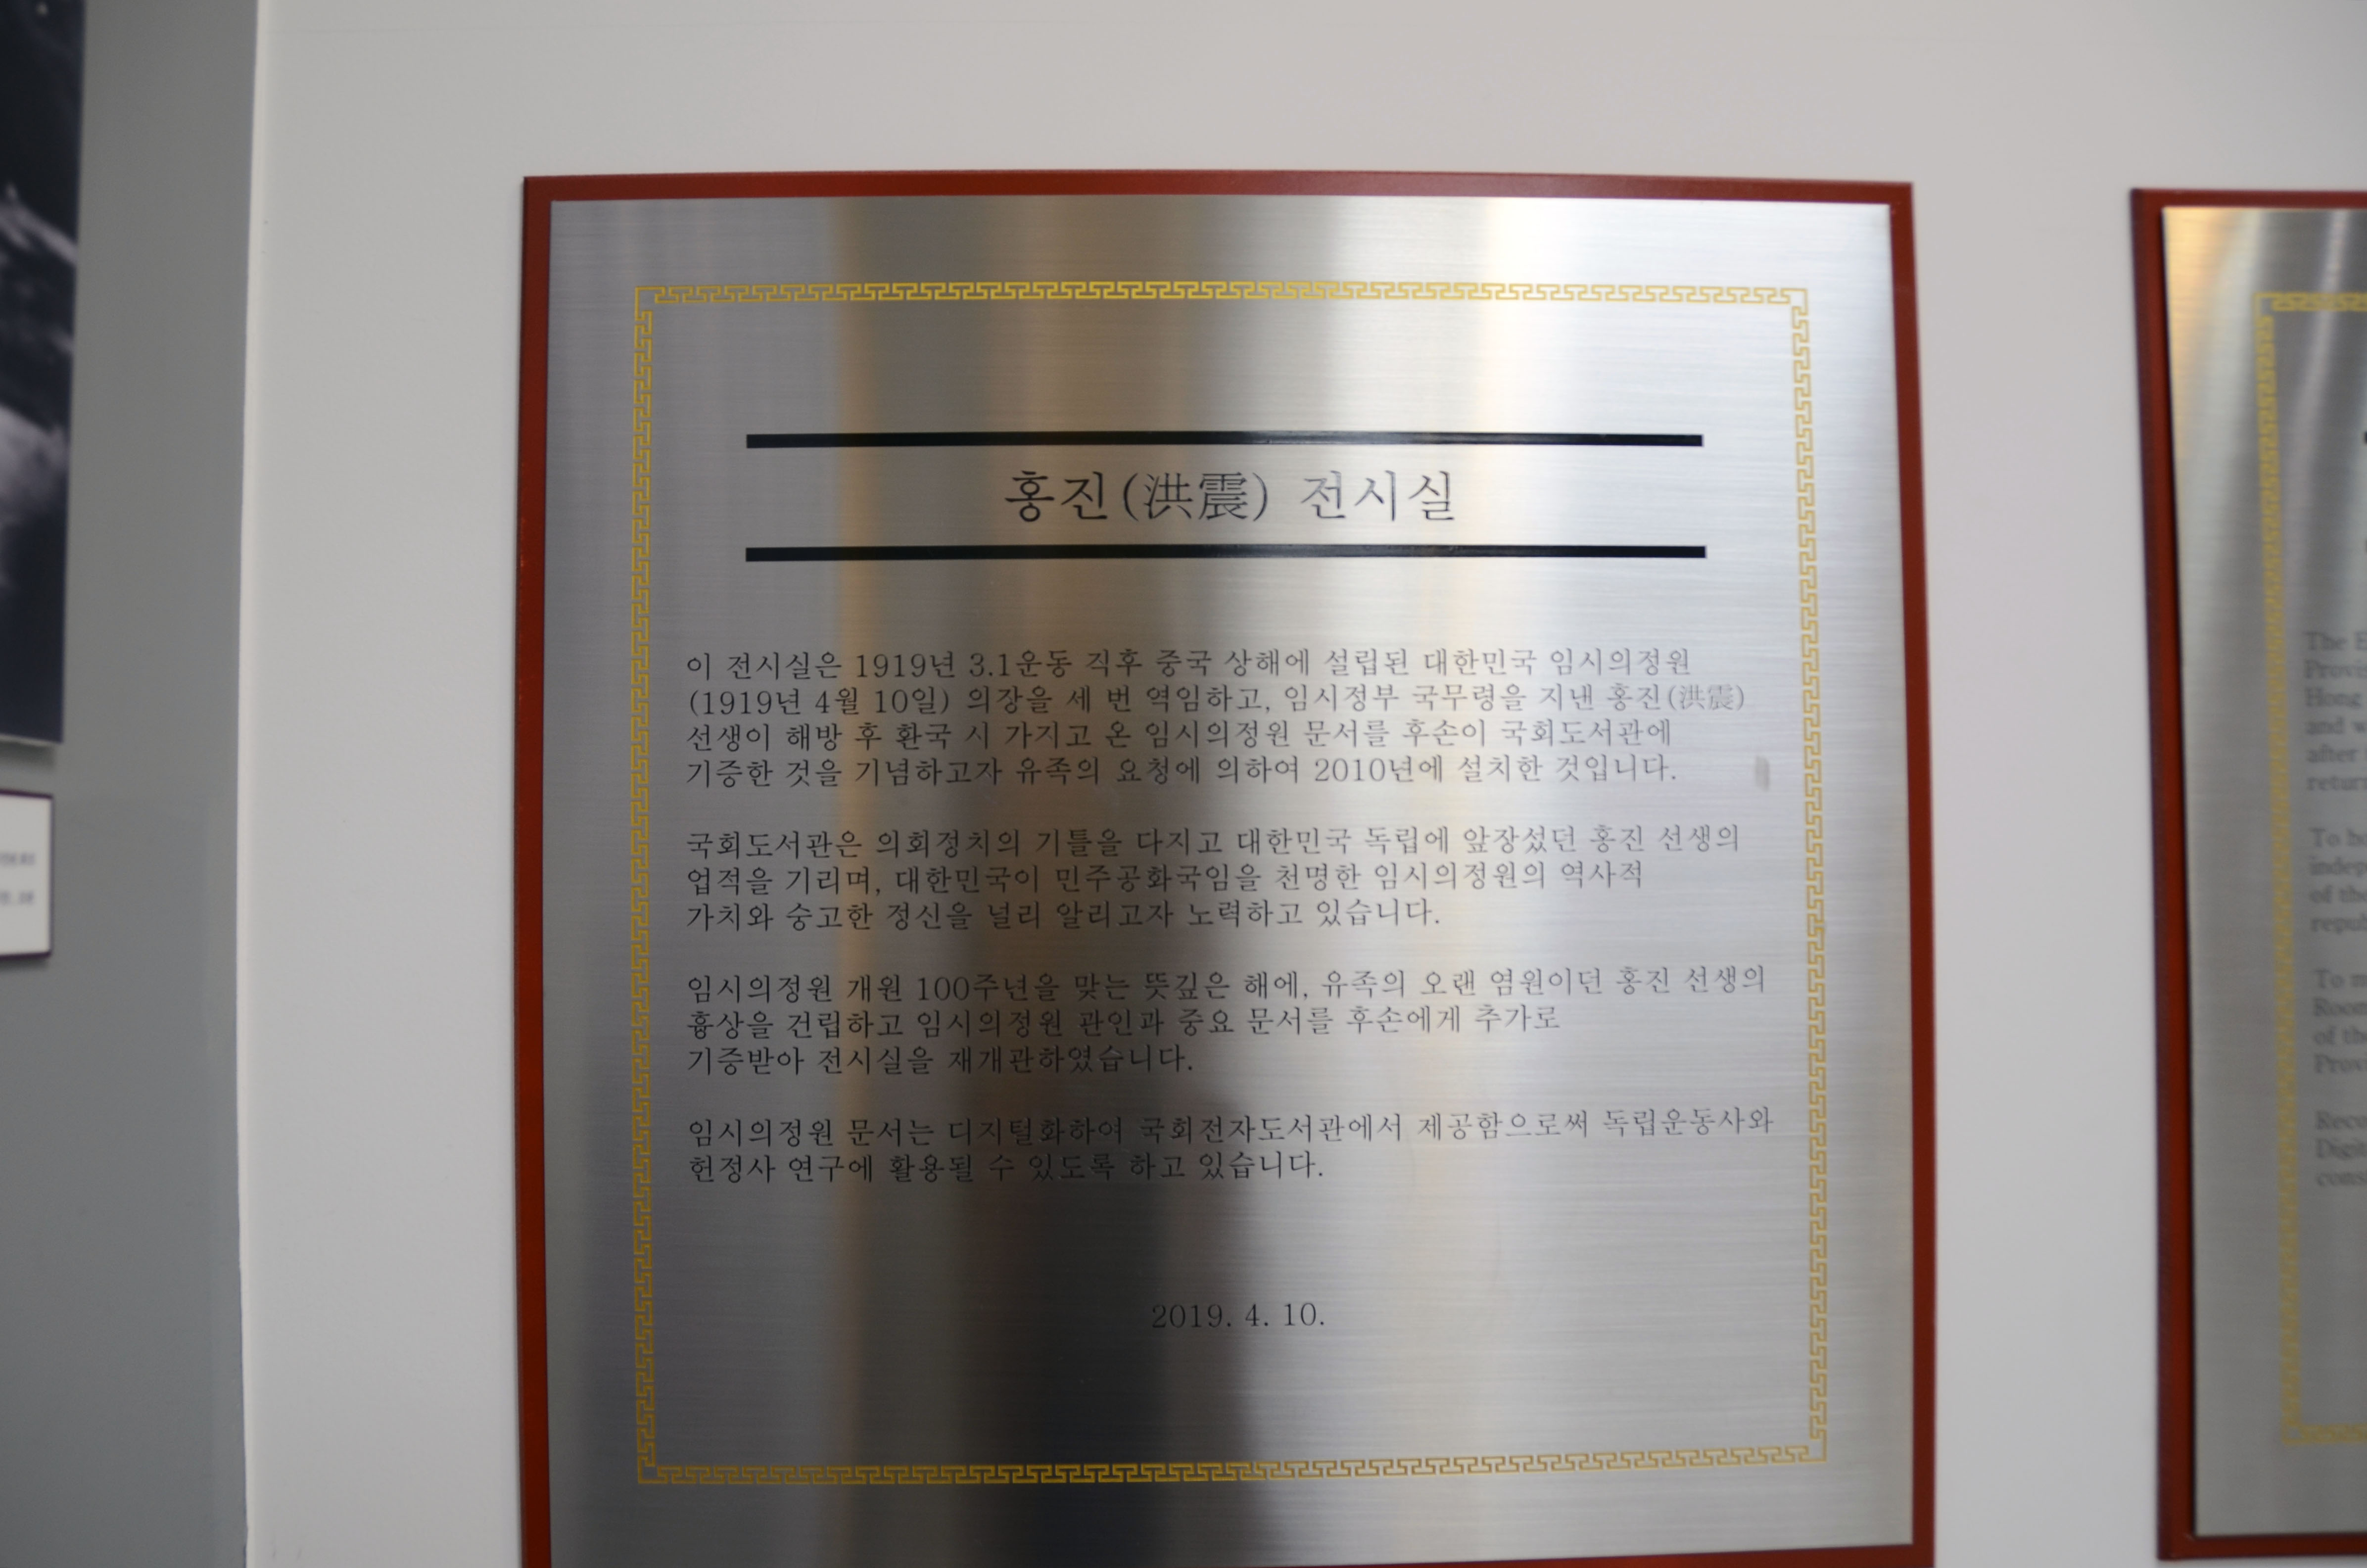 홍진(洪震) 전시실
이 전시실은 1919년 3.1운동 직후 중국 상해에 설립된 대한민국 임시의정원
(1919년 4월 10일) 의장을 세 번 역임하고, 임시정부 국무령을 지낸 홍진(洪震)
선생이 해방 후 환국 시 가지고 온 임시의정원 문서를 후손이 국회도서관에
기증한 것을 기념하고자 유족의 요청에 의하여 2010년에 설치한 것입니다.
국회도서관은 의회정치의 기틀을 다지고 대한민국 독립에 앞장섰던 홍진 선생의
업적을 기리며, 대한민국이 민주공화국임을 천명한 임시의정원의 역사적
가치와 숭고한 정신을 널리 알리고자 노력하고 있습니다.
임시의정원 개원 100주년을 맞는 뜻깊은 해에, 유족의 오랜 염원이던 홍진 선생의
흉상을 건립하고 임시의정원 관인과 중요 문서를 후손에게 추가로
기증받아 전시실을 재개관하였습니다.
임시의정원 문서는 디지털화하여 국회전자도서관에서 제공함으로써 독립운동사와
헌정사 연구에 활용될 수 있도록 하고 있습니다.
2019. 4. 10.
The
Hong
and
after
To
of the
To
of the